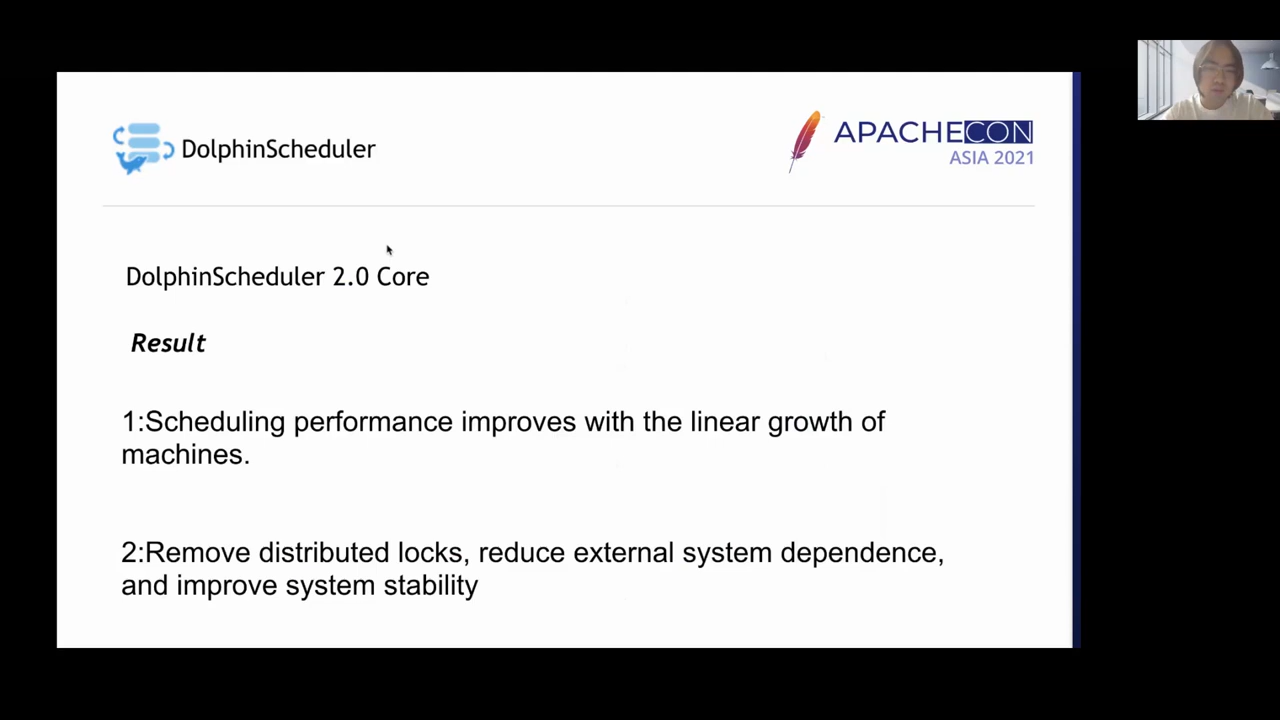 DolphinScheduler
APACHECON
ASIA 2021
DolphinScheduler 2.0 Core
Result
1:Scheduling performance improves with the linear growth of
machines.
2:Remove distributed locks, reduce external system dependence,
and improve system stability